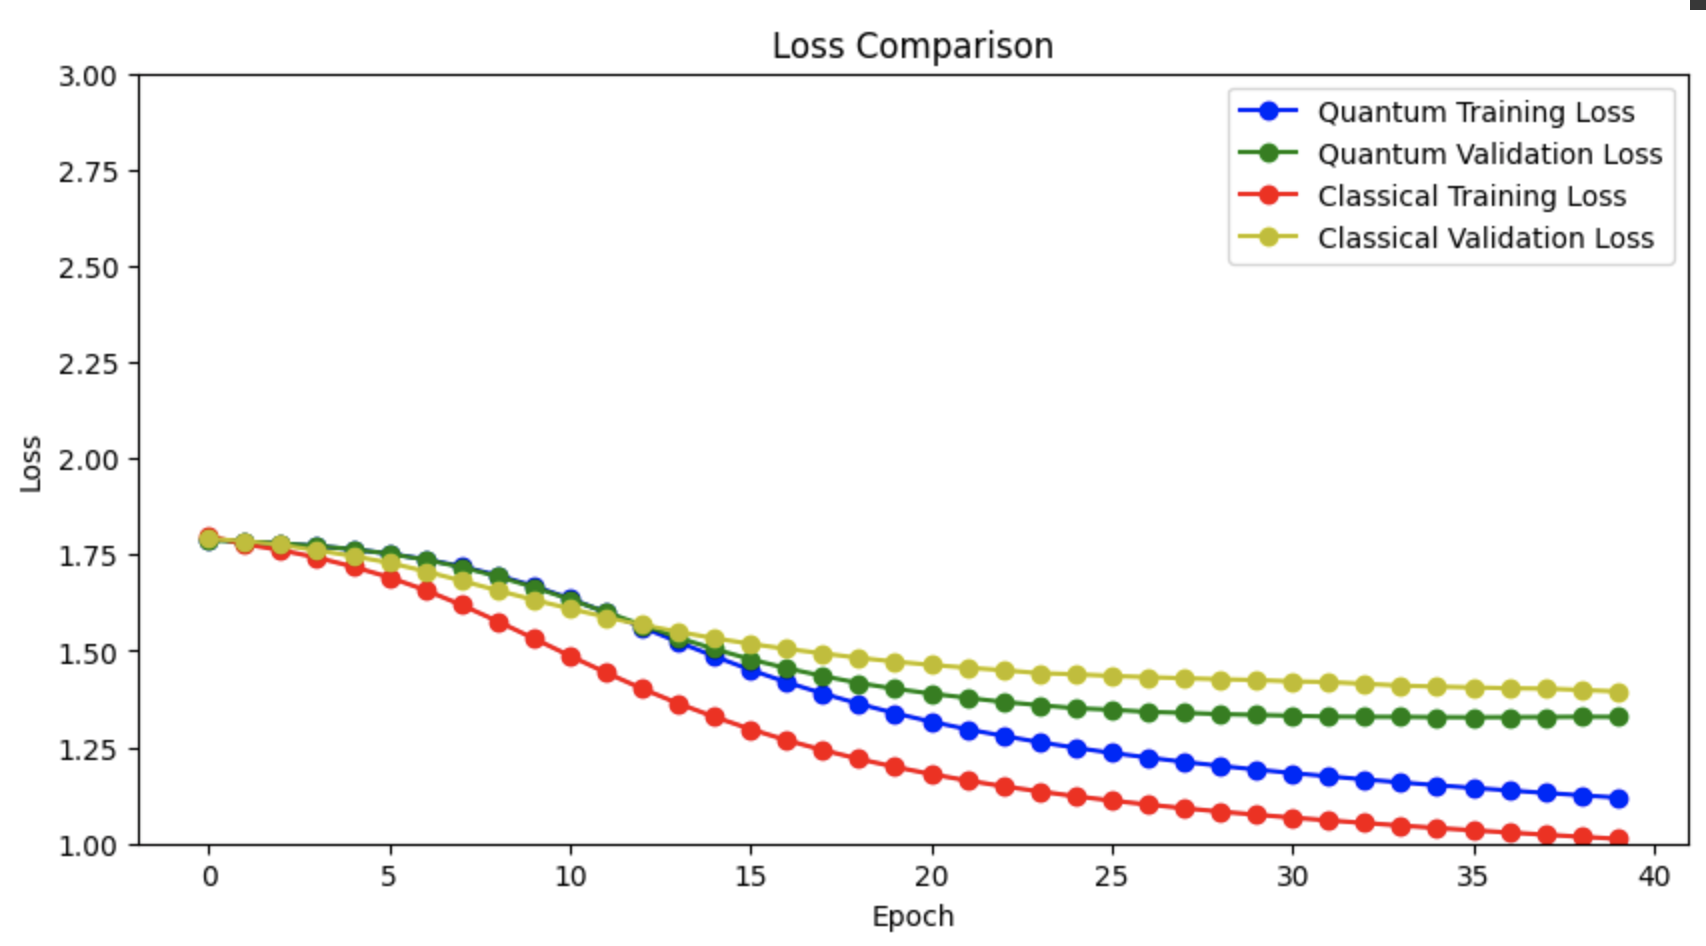 Loss Comparison
3.00
2.75
2.50
2.25
2.00
1.75
1.50
1.25
1.00
Loss
Quantum Training Loss
Quantum Validation Loss
Classical Training Loss
Classical Validation Loss
0 5 10 15 20 25 30 35 40
Epoch